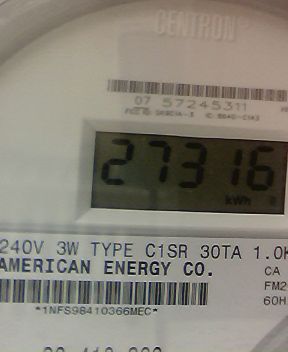 CENTRON
07 57245311
27316
kWh
240V 3W TYPE C1SR 30TA 1.0K
AMERICAN ENERGY CO.
CA
FM2
60H
*1NFS98410366MEC*